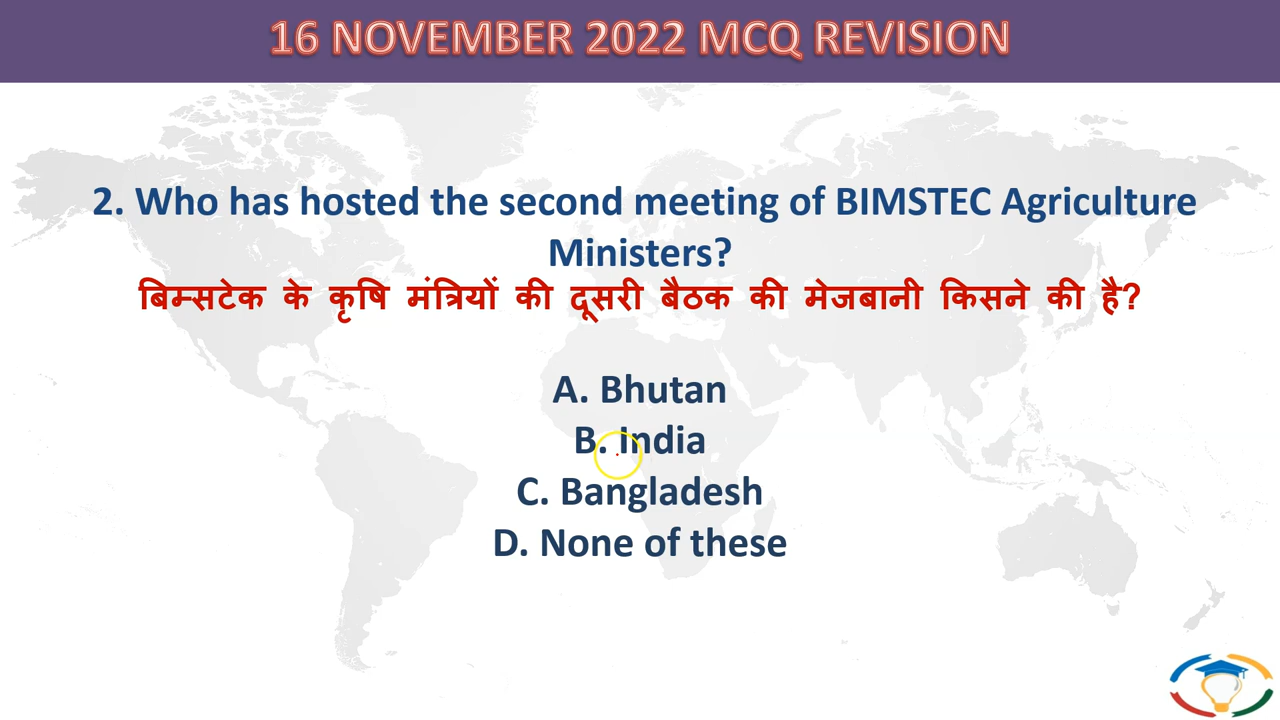 16 NOVEMBER 2022 MCQ REVISION
2. Who has hosted the second meeting of BIMSTEC Agriculture
Ministers?
बिम्सटेक के कृषि मंत्रियों की दूसरी बैठक की मेजबानी किसने की है?
A. Bhutan
B. India
C. Bangladesh
D. None of these